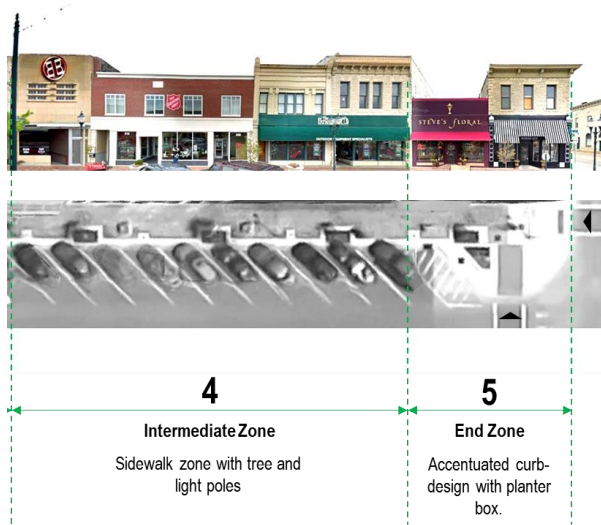 BB
STEVE'S FLORAL
4
5
Intermediate Zone
End Zone
Sidewalk zone with tree and
light poles
Accentuated curb-
design with planter
box.